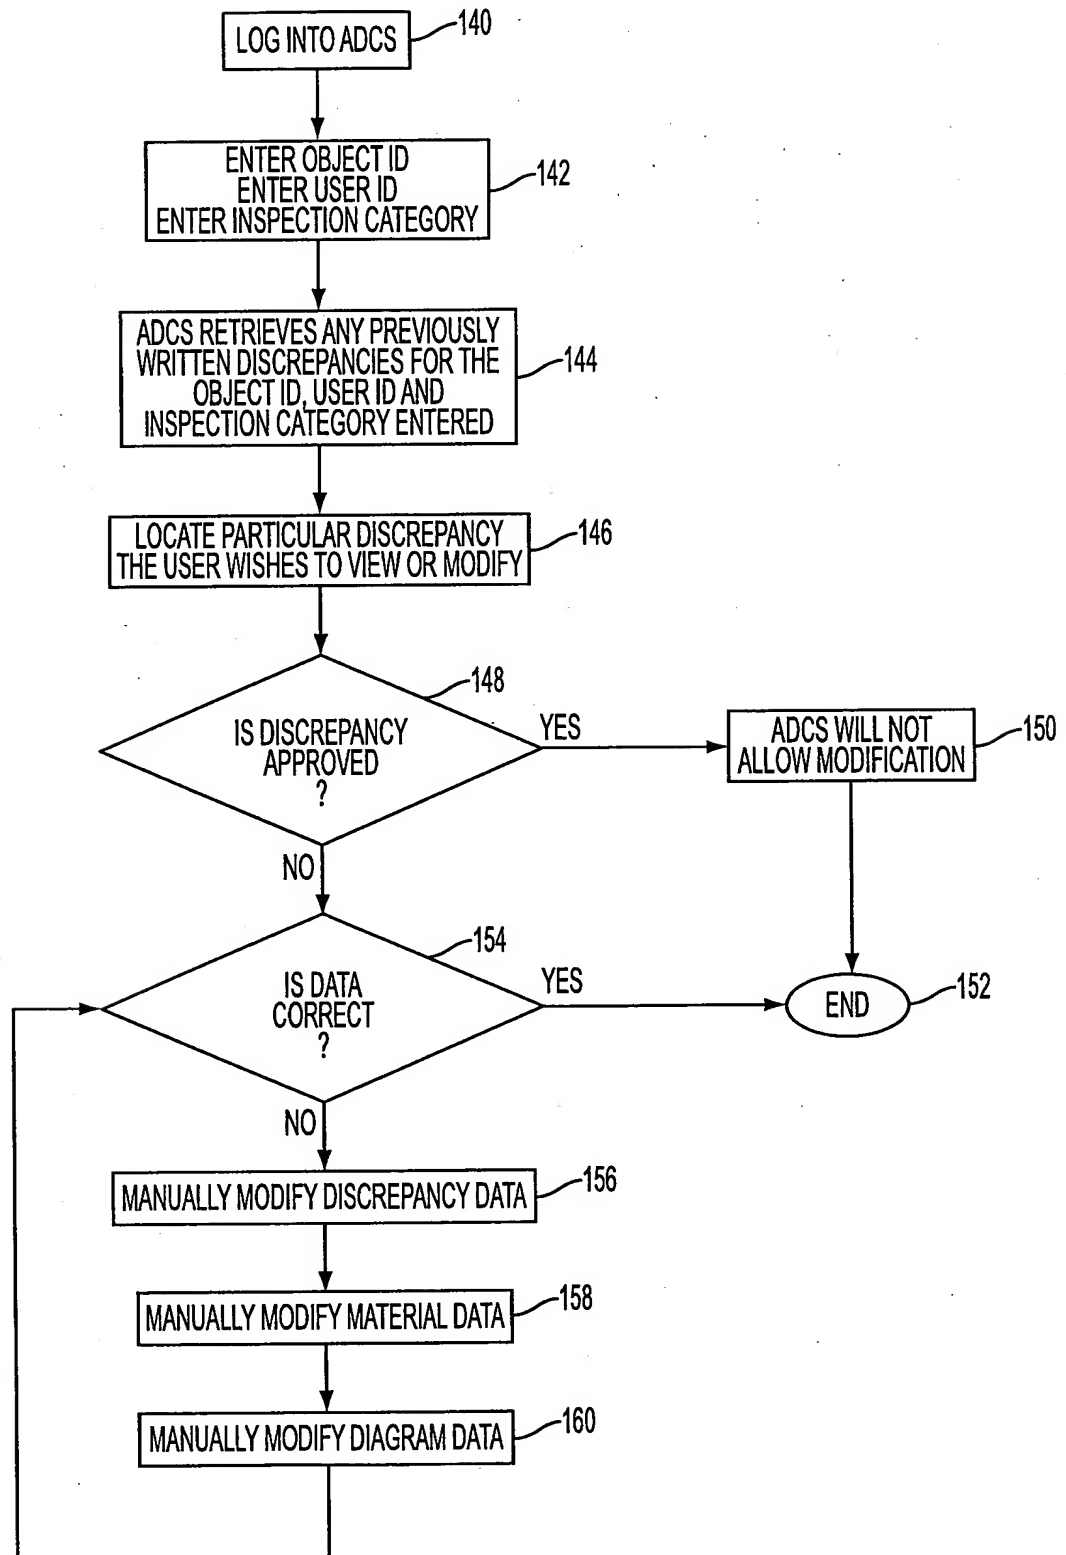 LOG INTO ADCS
140
ENTER OBJECT ID
ENTER USER ID
ENTER INSPECTION CATEGORY
142
ADCS RETRIEVES ANY PREVIOUSLY
WRITTEN DISCREPANCIES FOR THE
OBJECT ID, USER ID AND
INSPECTION CATEGORY ENTERED
144
LOCATE PARTICULAR DISCREPANCY
THE USER WISHES TO VIEW OR MODIFY
146
IS DISCREPANCY
APPROVED
?
148
YES
ADCS WILL NOT
ALLOW MODIFICATION
150
NO
IS DATA
CORRECT
?
154
YES
END
152
NO
MANUALLY MODIFY DISCREPANCY DATA
156
MANUALLY MODIFY MATERIAL DATA
158
MANUALLY MODIFY DIAGRAM DATA
160